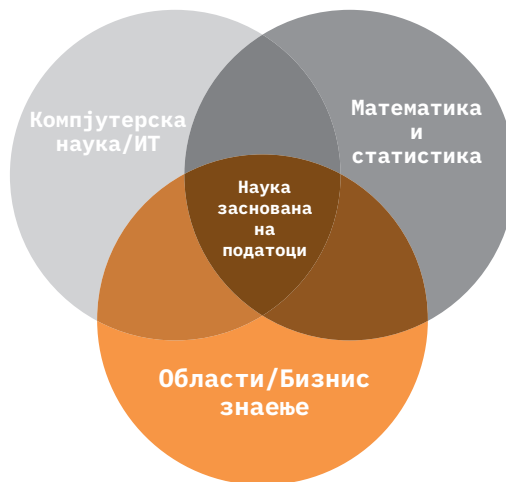 Компјутерска
наука/ИТ
Математика
и
статистика
Наука
заснована
на
податоци
Области/Бизнис
знаење